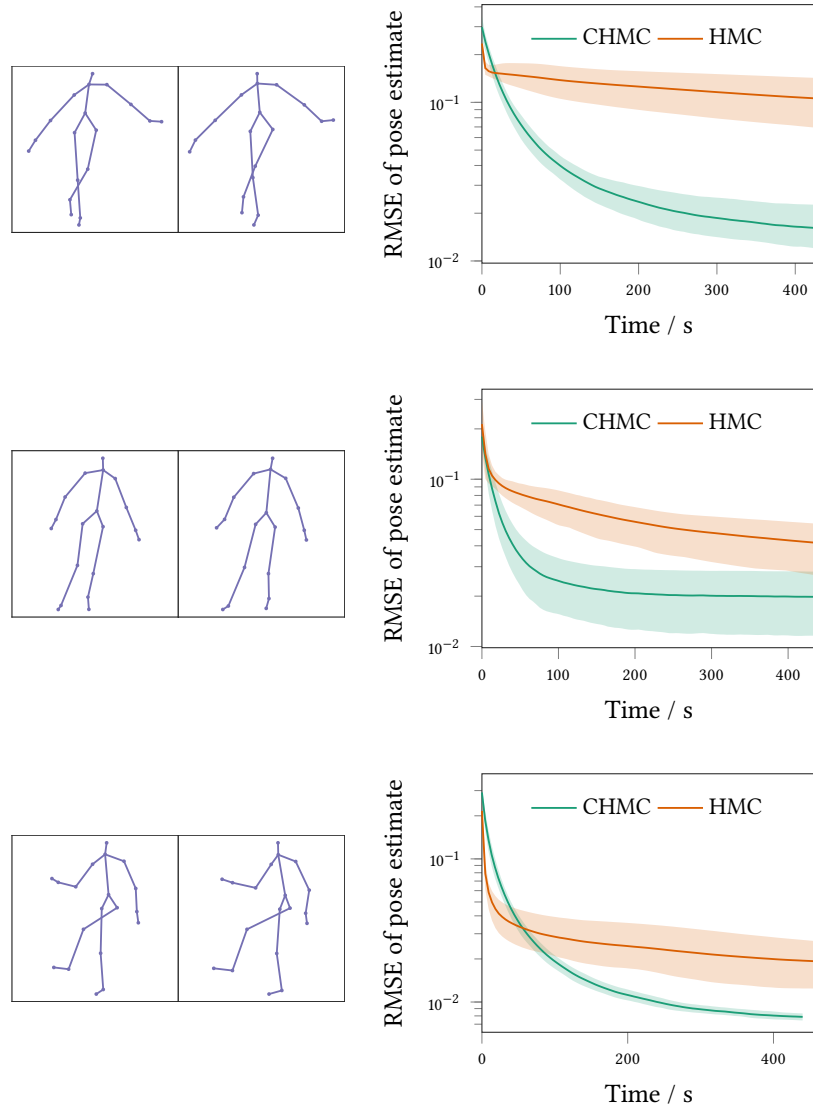 RMSE of pose estimate
CHMC HMC
10⁻¹
10⁻²
0 100 200 300 400
Time / s
RMSE of pose estimate
CHMC HMC
10⁻¹
10⁻²
0 100 200 300 400
Time / s
RMSE of pose estimate
CHMC HMC
10⁻¹
10⁻²
0 200 400
Time / s